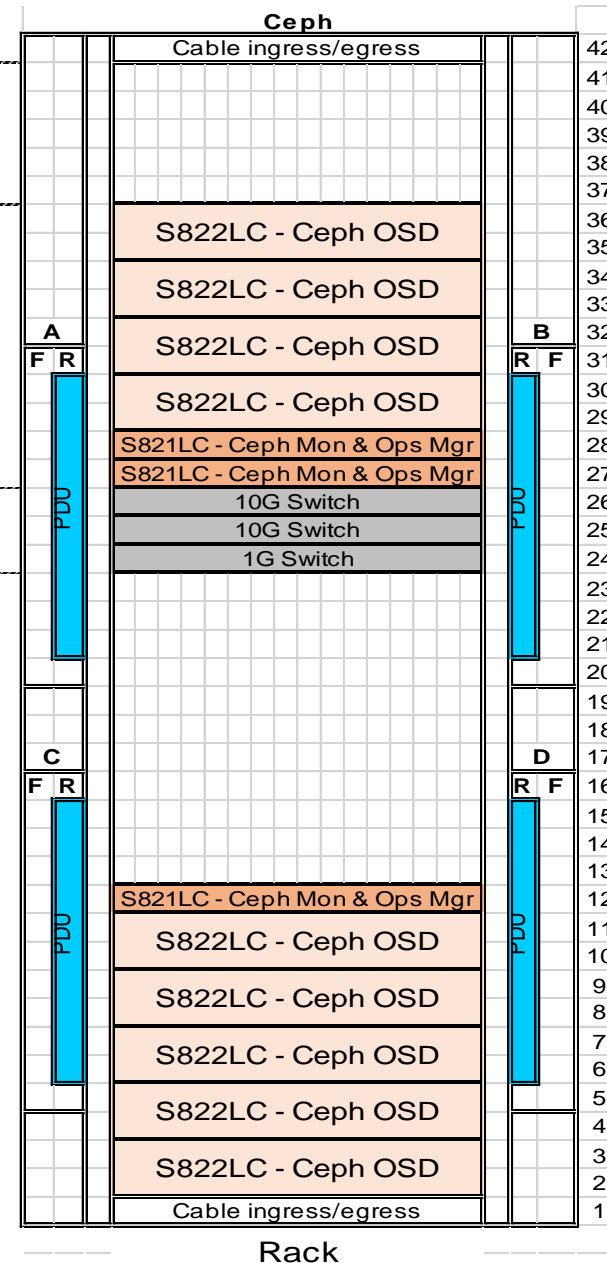 Ceph
Cable ingress/egress 42
41
40
39
38
37
36
S822LC - Ceph OSD
35
34
S822LC - Ceph OSD
33
A S822LC - Ceph OSD B 32
F R R F 31
30
S822LC - Ceph OSD
29
S821LC - Ceph Mon & Ops Mgr 28
S821LC - Ceph Mon & Ops Mgr 27
PDU 10G Switch PDU 26
10G Switch 25
1G Switch 24
23
22
21
20
19
18
C D 17
F R R F 16
15
14
13
S821LC - Ceph Mon & Ops Mgr 12
PDU S822LC - Ceph OSD PDU 11
10
9
S822LC - Ceph OSD
8
7
S822LC - Ceph OSD
6
5
S822LC - Ceph OSD
4
3
S822LC - Ceph OSD
2
Cable ingress/egress 1
Rack